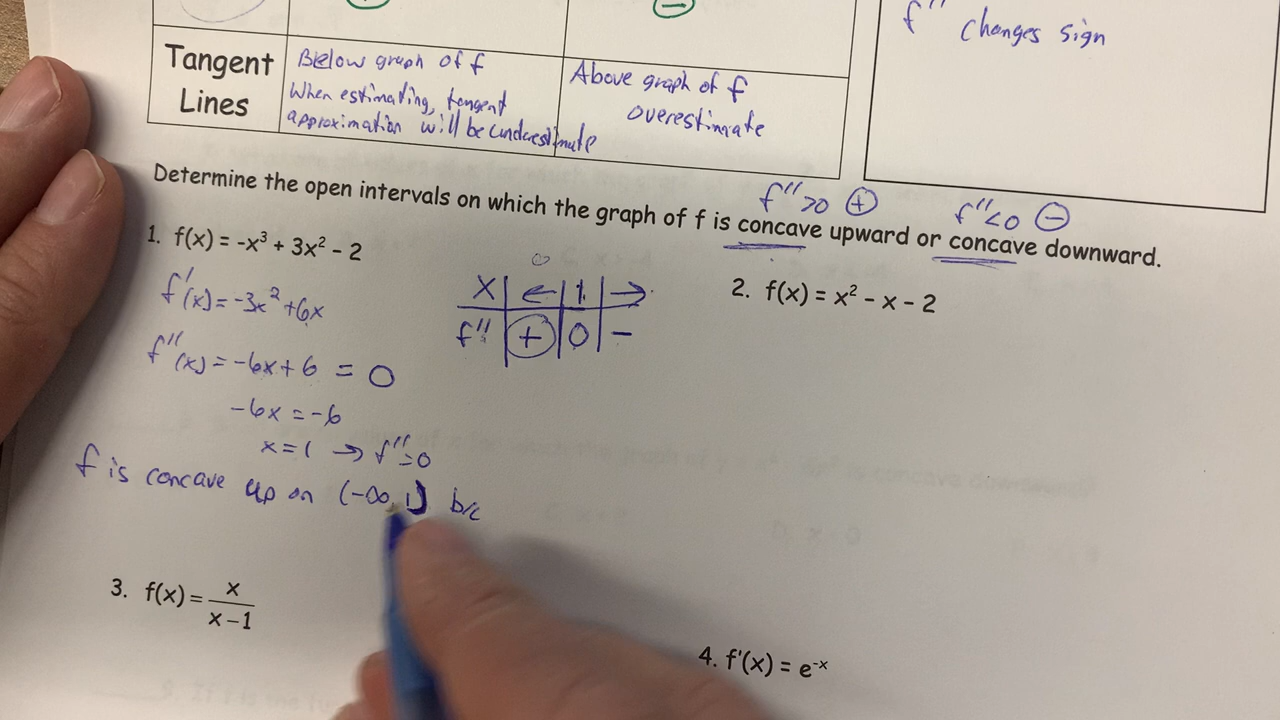 f'' changes sign
Tangent Lines
Below graph of f
When estimating, tangent
approximation will be underestimate
Above graph of f
overestimate
Determine the open intervals on which the graph of f is concave upward or concave downward.
f''>0 ⊕
f''<0 ⊖
1. f(x) = -x³ + 3x² - 2
f'(x) = -3x² + 6x
f''(x) = -6x + 6 = 0
-6x = -6
x = 1 → f'' = 0
0
x | ← | 1 | →
f'' | + | 0 | -
f is concave up on (-∞, 1) b/c
2. f(x) = x² - x - 2
3. f(x) = x/(x - 1)
4. f'(x) = e⁻ˣ